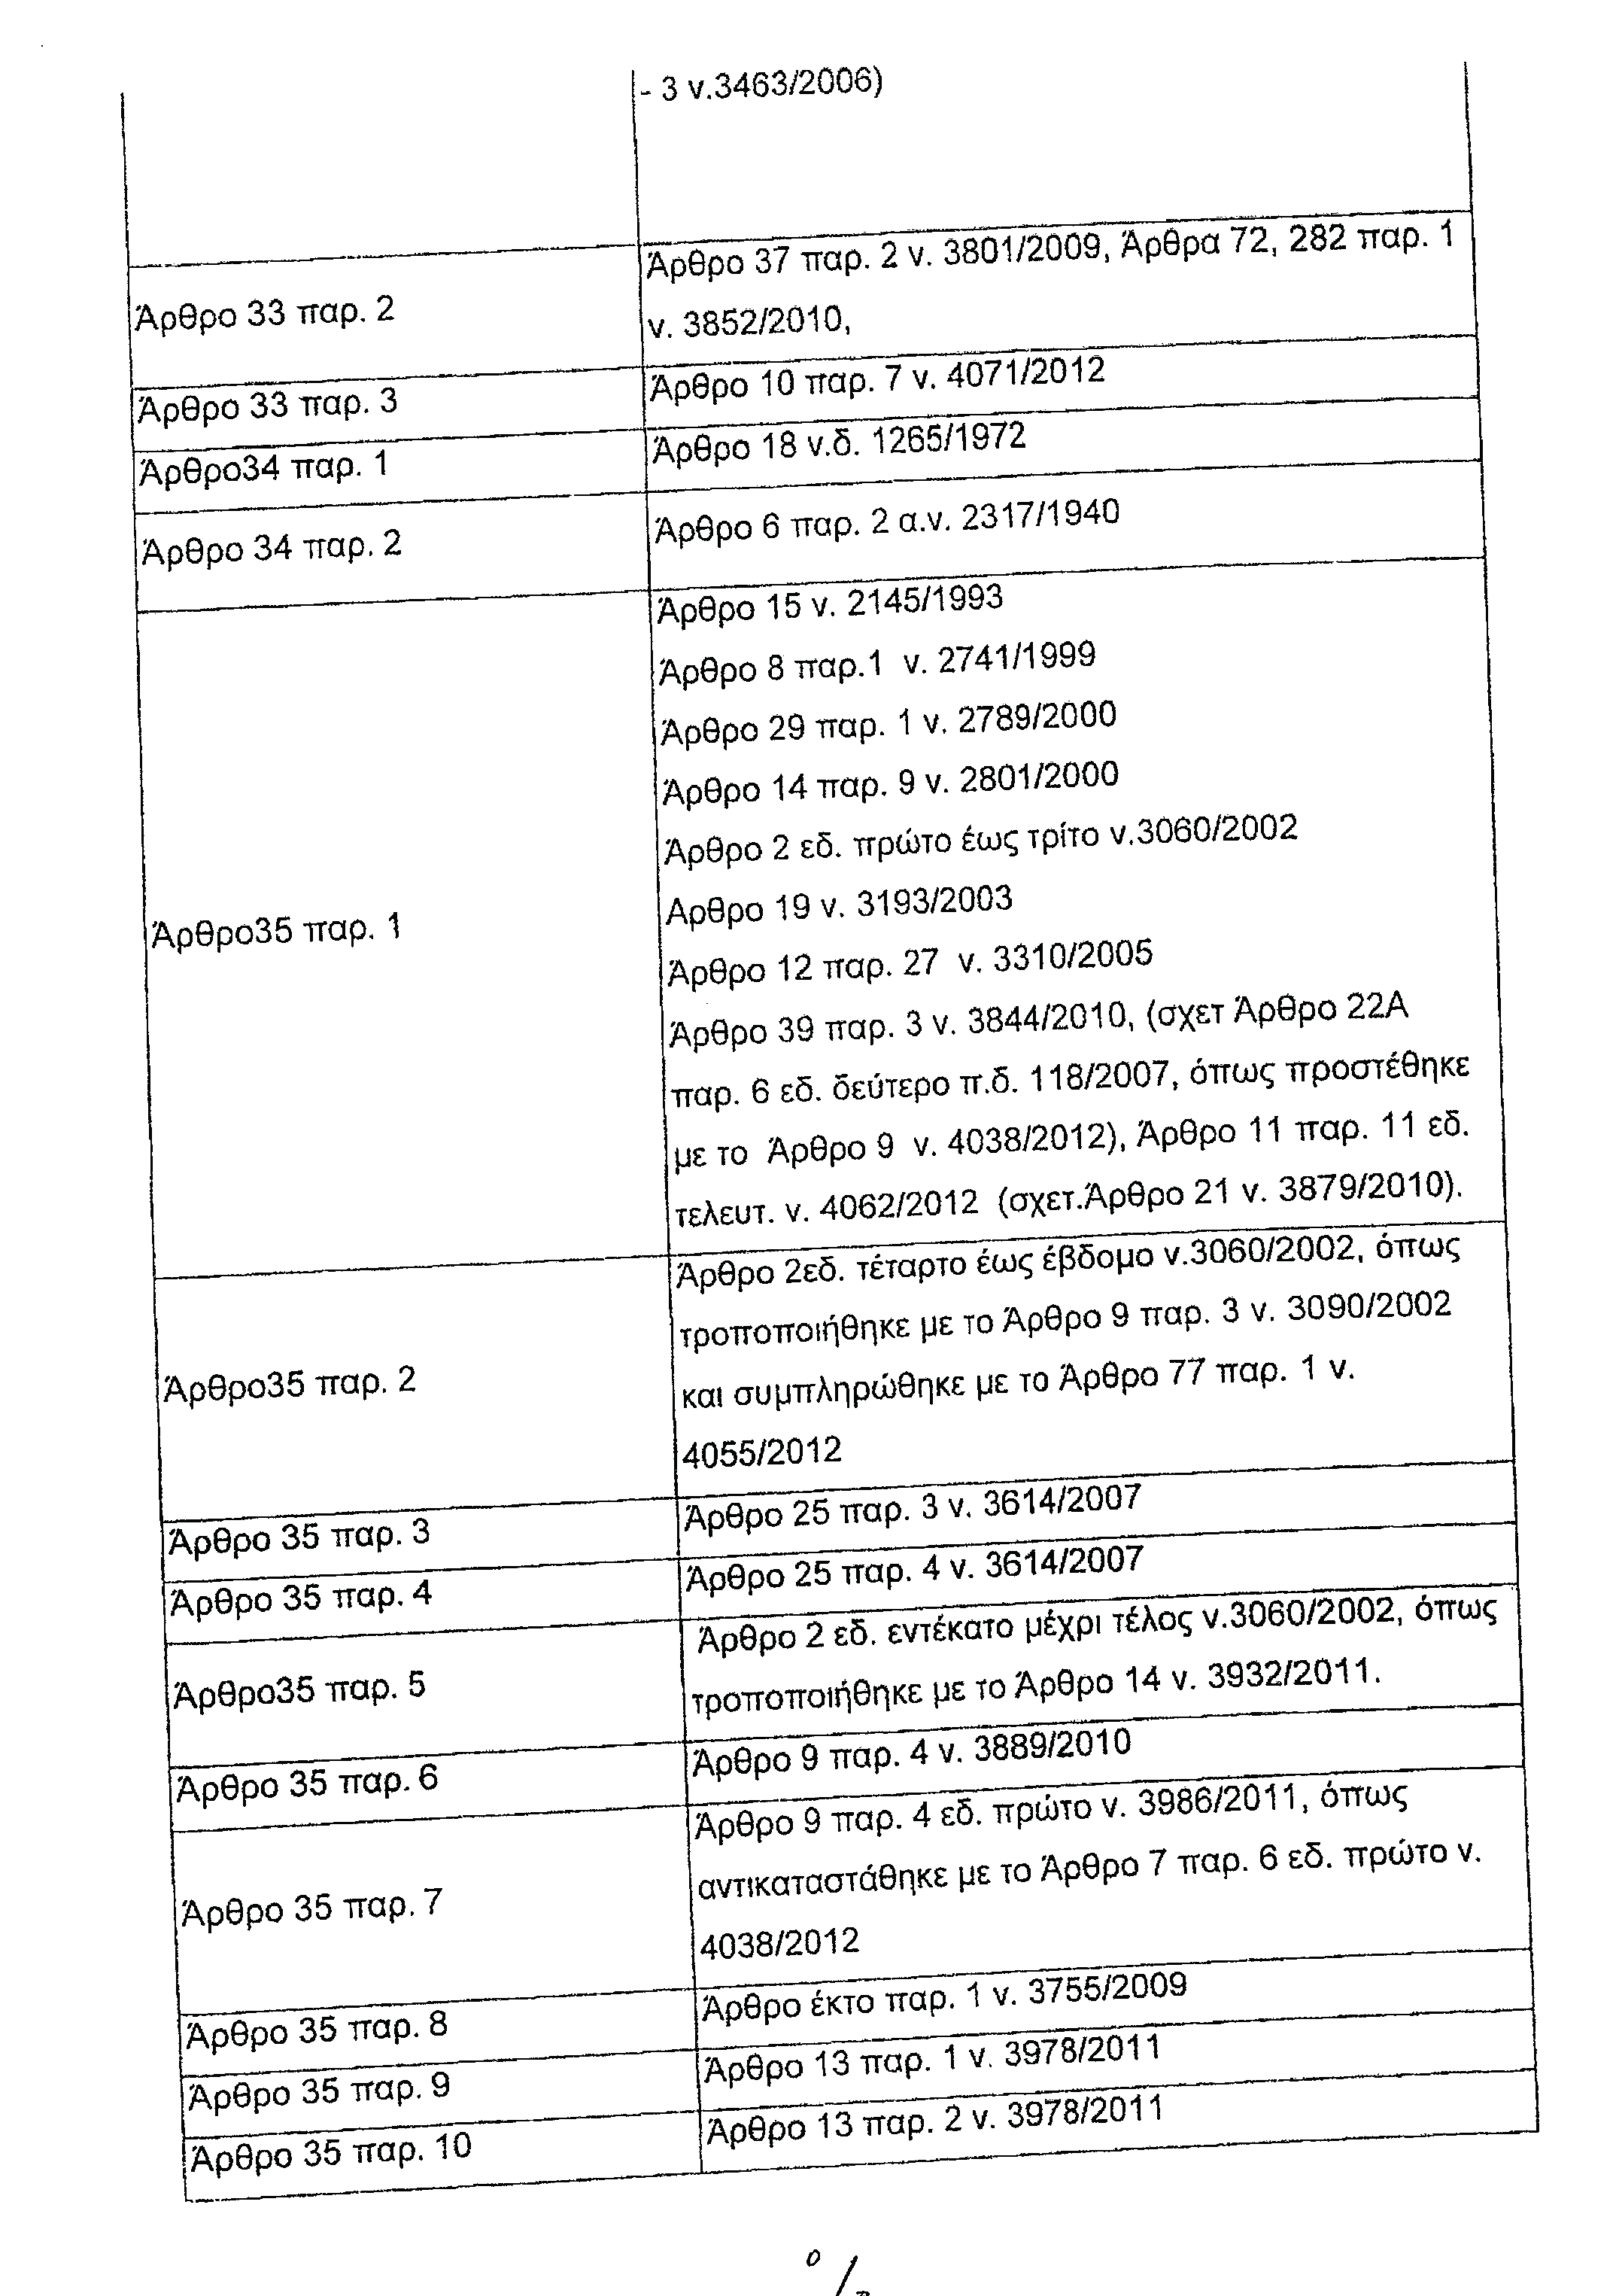 - 3 ν.3463/2006)
Άρθρο 33 παρ. 2
Άρθρο 37 παρ. 2 ν. 3801/2009, Άρθρα 72, 282 παρ. 1
ν. 3852/2010,
Άρθρο 33 παρ. 3
Άρθρο 10 παρ. 7 ν. 4071/2012
Άρθρο34 παρ. 1
Άρθρο 18 ν.δ. 1265/1972
Άρθρο 34 παρ. 2
Άρθρο 6 παρ. 2 α.ν. 2317/1940
Άρθρο35 παρ. 1
Άρθρο 15 ν. 2145/1993
Άρθρο 8 παρ.1 ν. 2741/1999
Άρθρο 29 παρ. 1 ν. 2789/2000
Άρθρο 14 παρ. 9 ν. 2801/2000
Άρθρο 2 εδ. πρώτο έως τρίτο ν.3060/2002
Αρθρο 19 ν. 3193/2003
Άρθρο 12 παρ. 27 ν. 3310/2005
Άρθρο 39 παρ. 3 ν. 3844/2010, (σχετ Άρθρο 22Α
παρ. 6 εδ. δεύτερο π.δ. 118/2007, όπως προστέθηκε
με το Άρθρο 9 ν. 4038/2012), Άρθρο 11 παρ. 11 εδ.
τελευτ. ν. 4062/2012 (σχετ.Άρθρο 21 ν. 3879/2010).
Άρθρο35 παρ. 2
Άρθρο 2εδ. τέταρτο έως έβδομο ν.3060/2002, όπως
τροποποιήθηκε με το Άρθρο 9 παρ. 3 ν. 3090/2002
και συμπληρώθηκε με το Άρθρο 77 παρ. 1 ν.
4055/2012
Άρθρο 35 παρ. 3
Άρθρο 25 παρ. 3 ν. 3614/2007
Άρθρο 35 παρ. 4
Άρθρο 25 παρ. 4 ν. 3614/2007
Άρθρο35 παρ. 5
Άρθρο 2 εδ. εντέκατο μέχρι τέλος ν.3060/2002, όπως
τροποποιήθηκε με το Άρθρο 14 ν. 3932/2011.
Άρθρο 35 παρ. 6
Άρθρο 9 παρ. 4 ν. 3889/2010
Άρθρο 35 παρ. 7
Άρθρο 9 παρ. 4 εδ. πρώτο ν. 3986/2011, όπως
αντικαταστάθηκε με το Άρθρο 7 παρ. 6 εδ. πρώτο ν.
4038/2012
Άρθρο 35 παρ. 8
Άρθρο έκτο παρ. 1 ν. 3755/2009
Άρθρο 35 παρ. 9
Άρθρο 13 παρ. 1 ν. 3978/2011
Άρθρο 35 παρ. 10
Άρθρο 13 παρ. 2 ν. 3978/2011